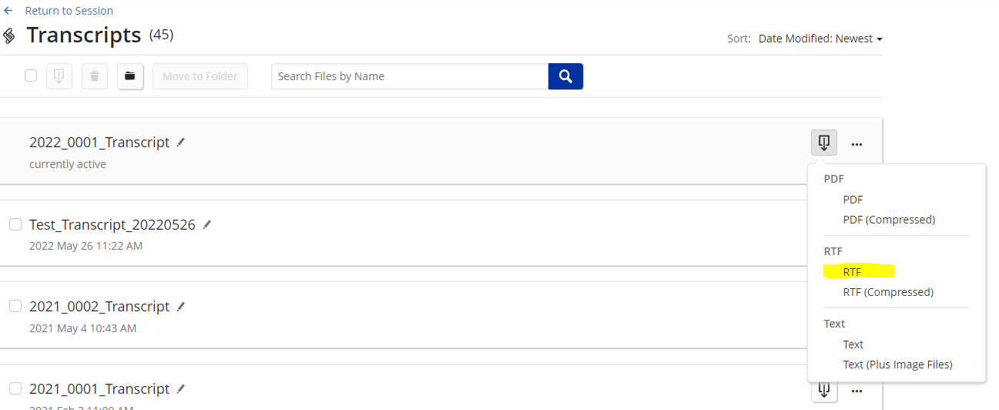 Return to Session
Transcripts (45)
Sort: Date Modified: Newest
Move to Folder
Search Files by Name
2022_0001_Transcript
currently active
PDF
PDF
PDF (Compressed)
RTF
RTF
RTF (Compressed)
Text
Text
Text (Plus Image Files)
Test_Transcript_20220526
2022 May 26 11:22 AM
2021_0002_Transcript
2021 May 4 10:43 AM
2021_0001_Transcript
2021 Feb 3 11:00 AM